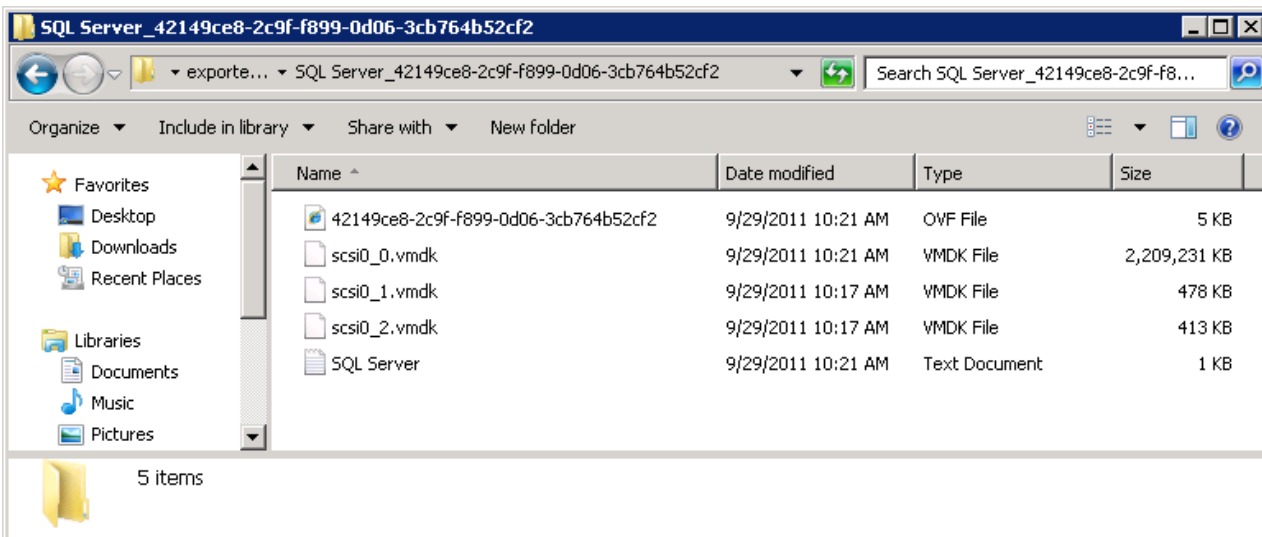 SQL Server_42149ce8-2c9f-f899-0d06-3cb764b52cf2
exporte... SQL Server_42149ce8-2c9f-f899-0d06-3cb764b52cf2 Search SQL Server_42149ce8-2c9f-f8...
Organize Include in library Share with New folder
Favorites
Desktop
Downloads
Recent Places
Libraries
Documents
Music
Pictures
Name Date modified Type Size
42149ce8-2c9f-f899-0d06-3cb764b52cf2 9/29/2011 10:21 AM OVF File 5 KB
scsi0_0.vmdk 9/29/2011 10:21 AM VMDK File 2,209,231 KB
scsi0_1.vmdk 9/29/2011 10:17 AM VMDK File 478 KB
scsi0_2.vmdk 9/29/2011 10:17 AM VMDK File 413 KB
SQL Server 9/29/2011 10:21 AM Text Document 1 KB
5 items